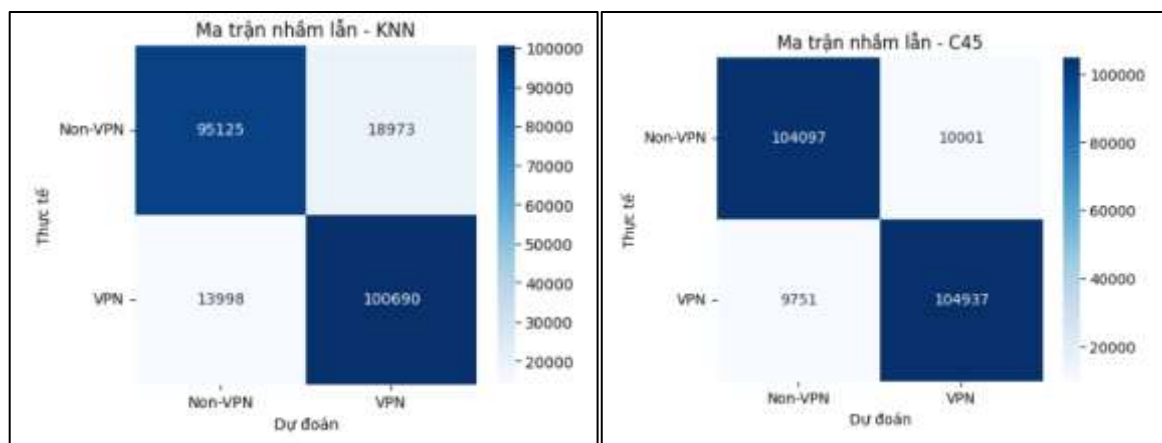 Ma trận nhầm lẫn - KNN
Non-VPN
95125
18973
VPN
13998
100690
Non-VPN
VPN
Thực tế
Dự đoán
100000
90000
80000
70000
60000
50000
40000
30000
20000
Ma trận nhầm lẫn - C45
Non-VPN
104097
10001
VPN
9751
104937
Non-VPN
VPN
Thực tế
Dự đoán
100000
80000
60000
40000
20000